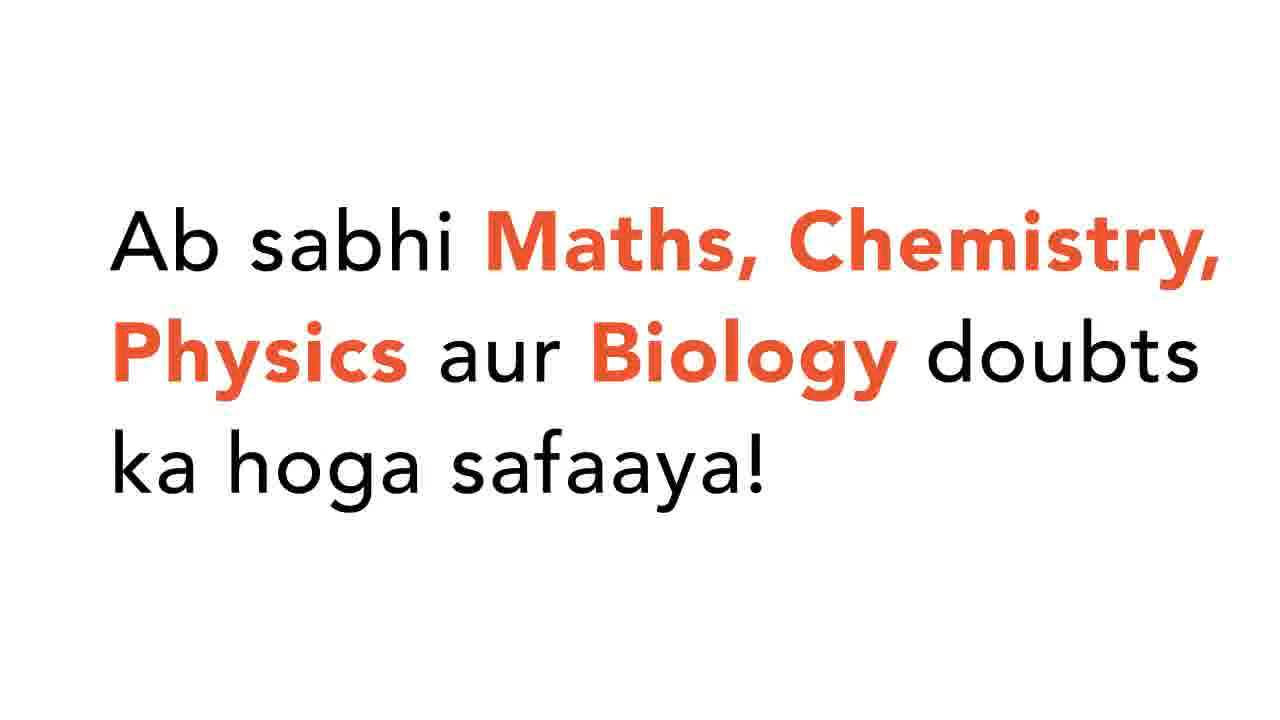 Ab sabhi Maths, Chemistry,
Physics aur Biology doubts
ka hoga safaaya!